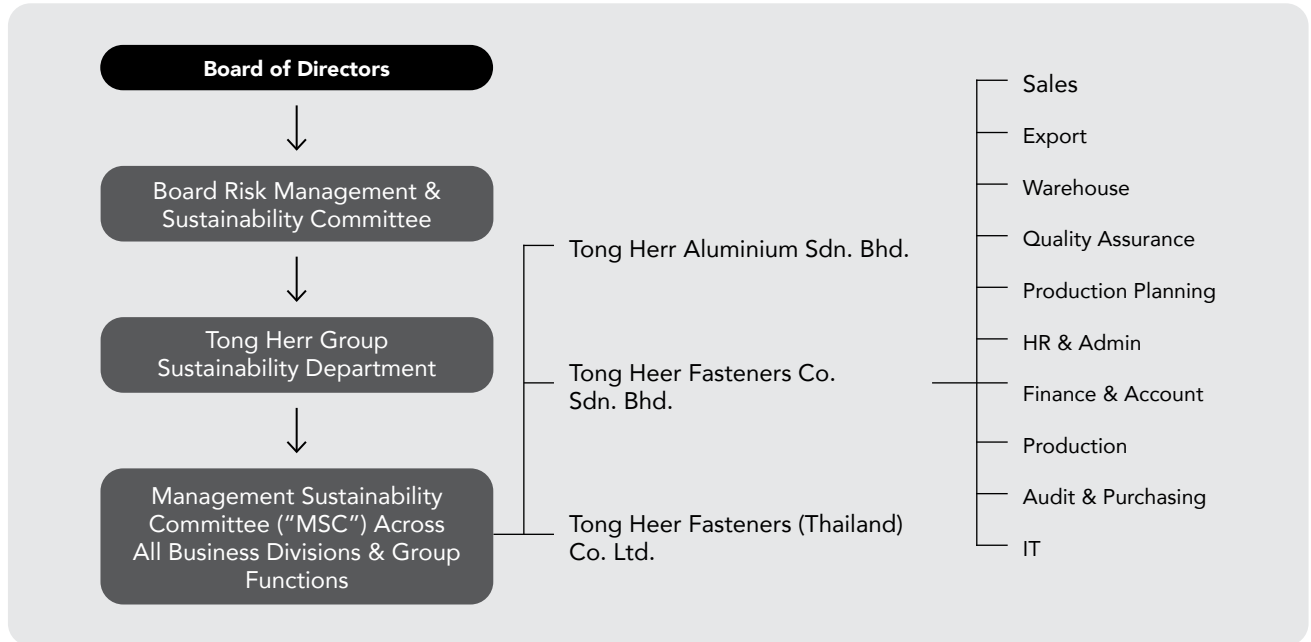 Board of Directors
Board Risk Management &
Sustainability Committee
Tong Herr Group
Sustainability Department
Management Sustainability
Committee (“MSC”) Across
All Business Divisions & Group
Functions
Tong Herr Aluminium Sdn. Bhd.
Tong Heer Fasteners Co.
Sdn. Bhd.
Tong Heer Fasteners (Thailand)
Co. Ltd.
Sales
Export
Warehouse
Quality Assurance
Production Planning
HR & Admin
Finance & Account
Production
Audit & Purchasing
IT